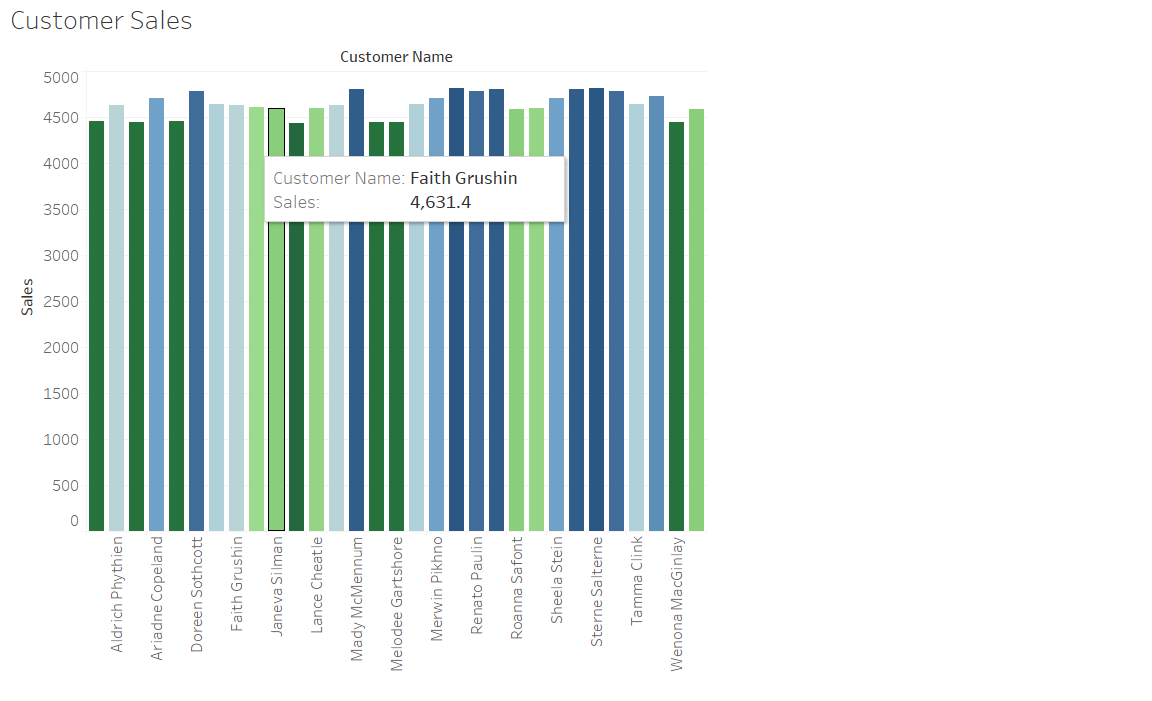 Customer Sales
Customer Name
5000
4500
4000
3500
3000
2500
2000
1500
1000
500
0
Sales
Customer Name: Faith Grushin
Sales: 4,631.4
Aldrich Phythien
Ariadne Copeland
Doreen Sothcott
Faith Grushin
Janeva Silman
Lance Cheatle
Mady McMennum
Melodee Gartshore
Merwin Pikhno
Renato Paulin
Roanna Safont
Sheela Stein
Sterne Salterne
Tamma Clink
Wenona MacGinlay